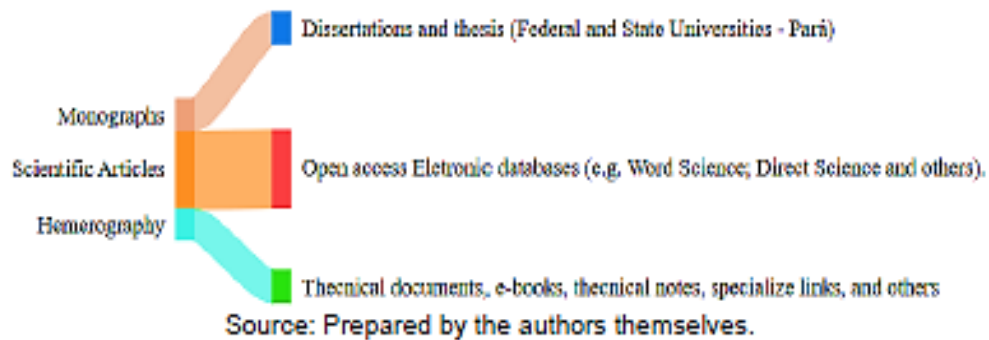 Dissertations and thesis (Federal and State Universities - Pará)
Monographs
Scientific Articles
Open access Eletronic databases (e.g. Word Science; Direct Science and others).
Hemerography
Thecnical documents, e-books, thecnical notes, specialize links, and others
Source: Prepared by the authors themselves.